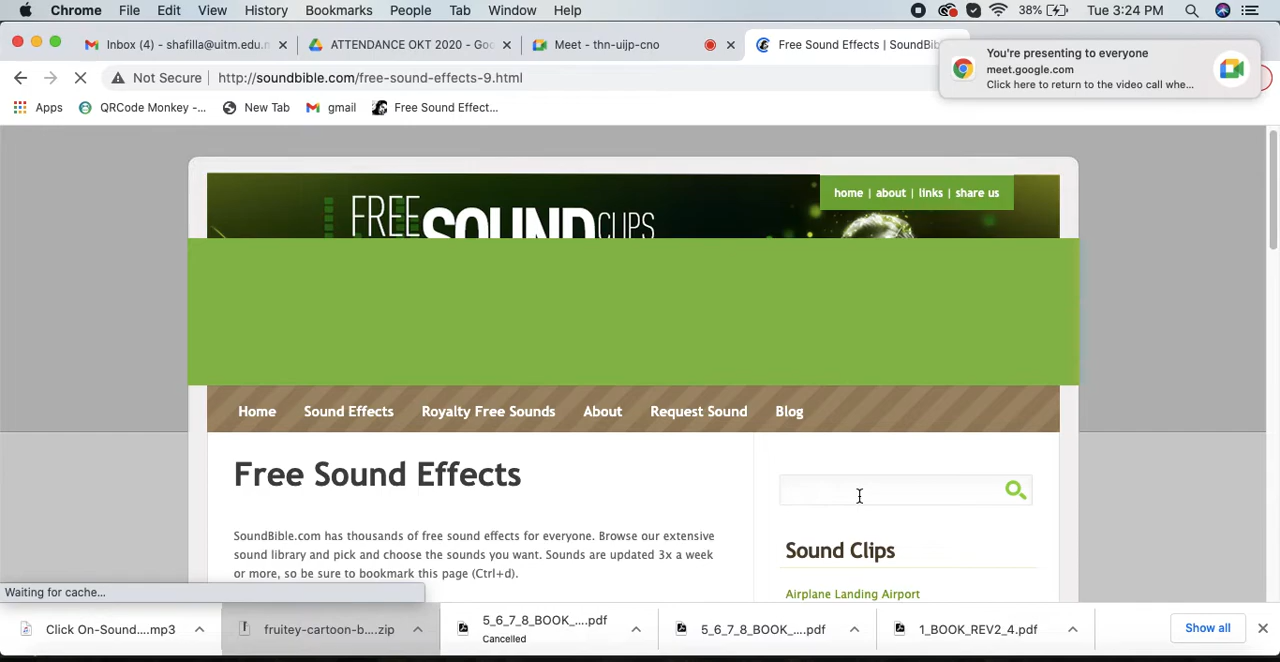 Chrome File Edit View History Bookmarks People Tab Window Help 38% Tue 3:24 PM
Inbox (4) - shafilla@uitm.edu.n ATTENDANCE OKT 2020 - Goo Meet - thn-uijp-cno Free Sound Effects | SoundBib
You're presenting to everyone
meet.google.com
Click here to return to the video call whe...
Not Secure http://soundbible.com/free-sound-effects-9.html
Apps QRCode Monkey -... New Tab gmail Free Sound Effect...
home | about | links | share us
FREE SOUND CLIPS
Home Sound Effects Royalty Free Sounds About Request Sound Blog
Free Sound Effects
SoundBible.com has thousands of free sound effects for everyone. Browse our extensive
sound library and pick and choose the sounds you want. Sounds are updated 3x a week
or more, so be sure to bookmark this page (Ctrl+d).
Sound Clips
Airplane Landing Airport
Waiting for cache...
Click On-Sound....mp3 fruitey-cartoon-b....zip 5_6_7_8_BOOK_....pdf 5_6_7_8_BOOK_....pdf 1_BOOK_REV2_4.pdf Show all
Cancelled